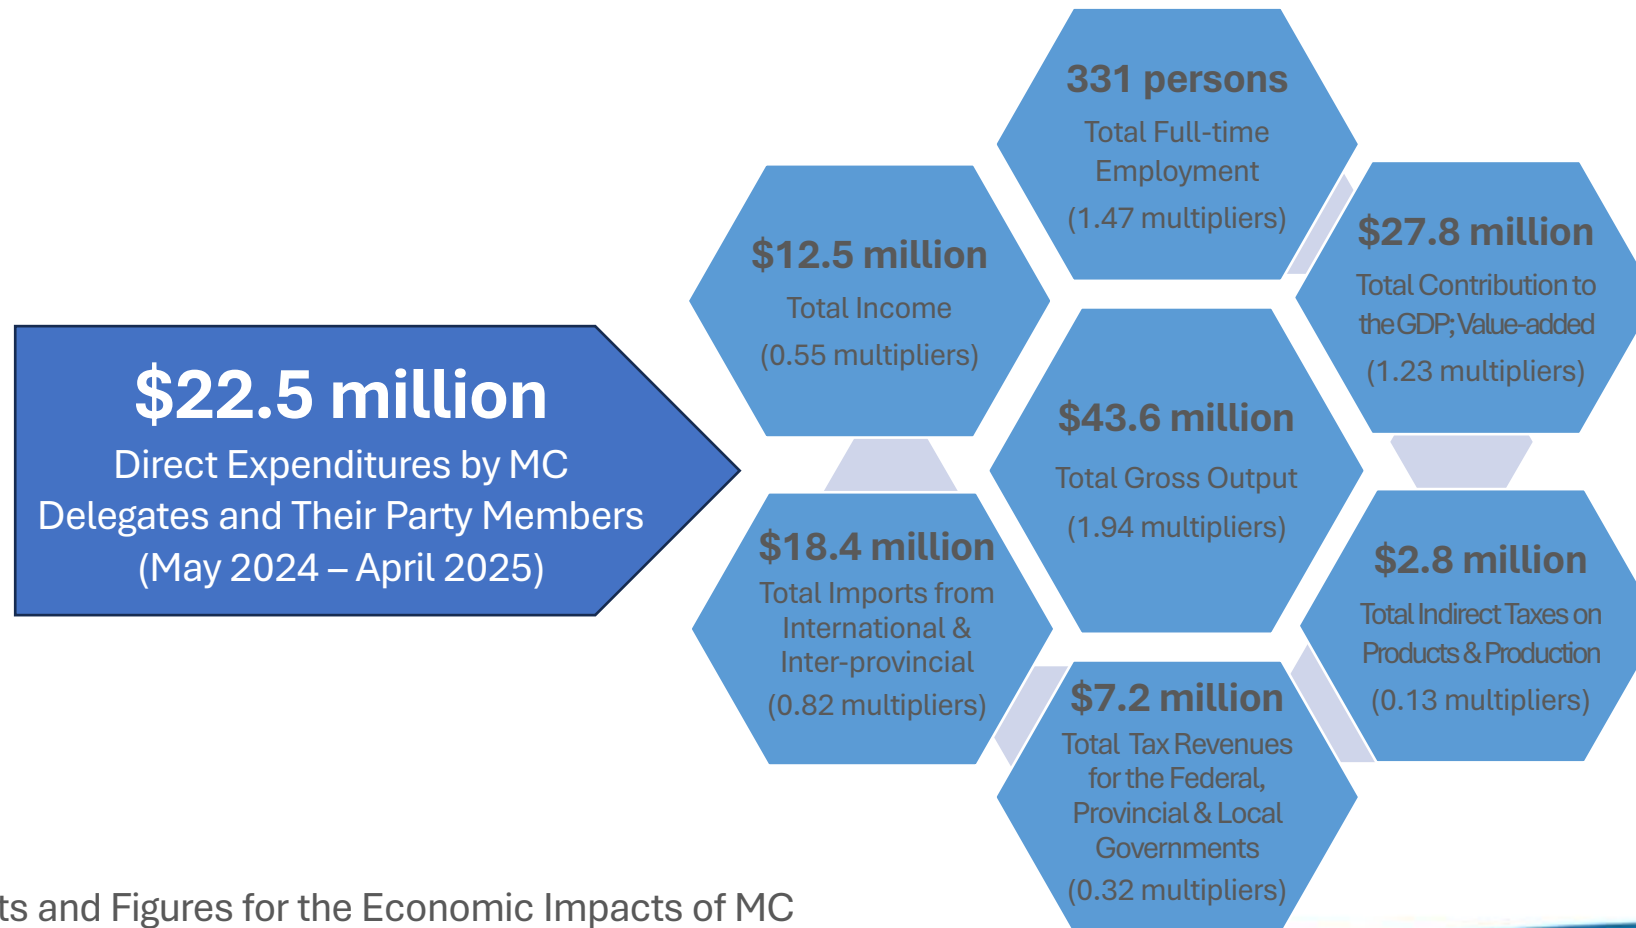 $22.5 million
Direct Expenditures by MC
Delegates and Their Party Members
(May 2024 – April 2025)
$12.5 million
Total Income
(0.55 multipliers)
331 persons
Total Full-time
Employment
(1.47 multipliers)
$27.8 million
Total Contribution to
the GDP; Value-added
(1.23 multipliers)
$43.6 million
Total Gross Output
(1.94 multipliers)
$18.4 million
Total Imports from
International &
Inter-provincial
(0.82 multipliers)
$2.8 million
Total Indirect Taxes on
Products & Production
(0.13 multipliers)
$7.2 million
Total Tax Revenues
for the Federal,
Provincial & Local
Governments
(0.32 multipliers)
and Figures for the Economic Impacts of MC